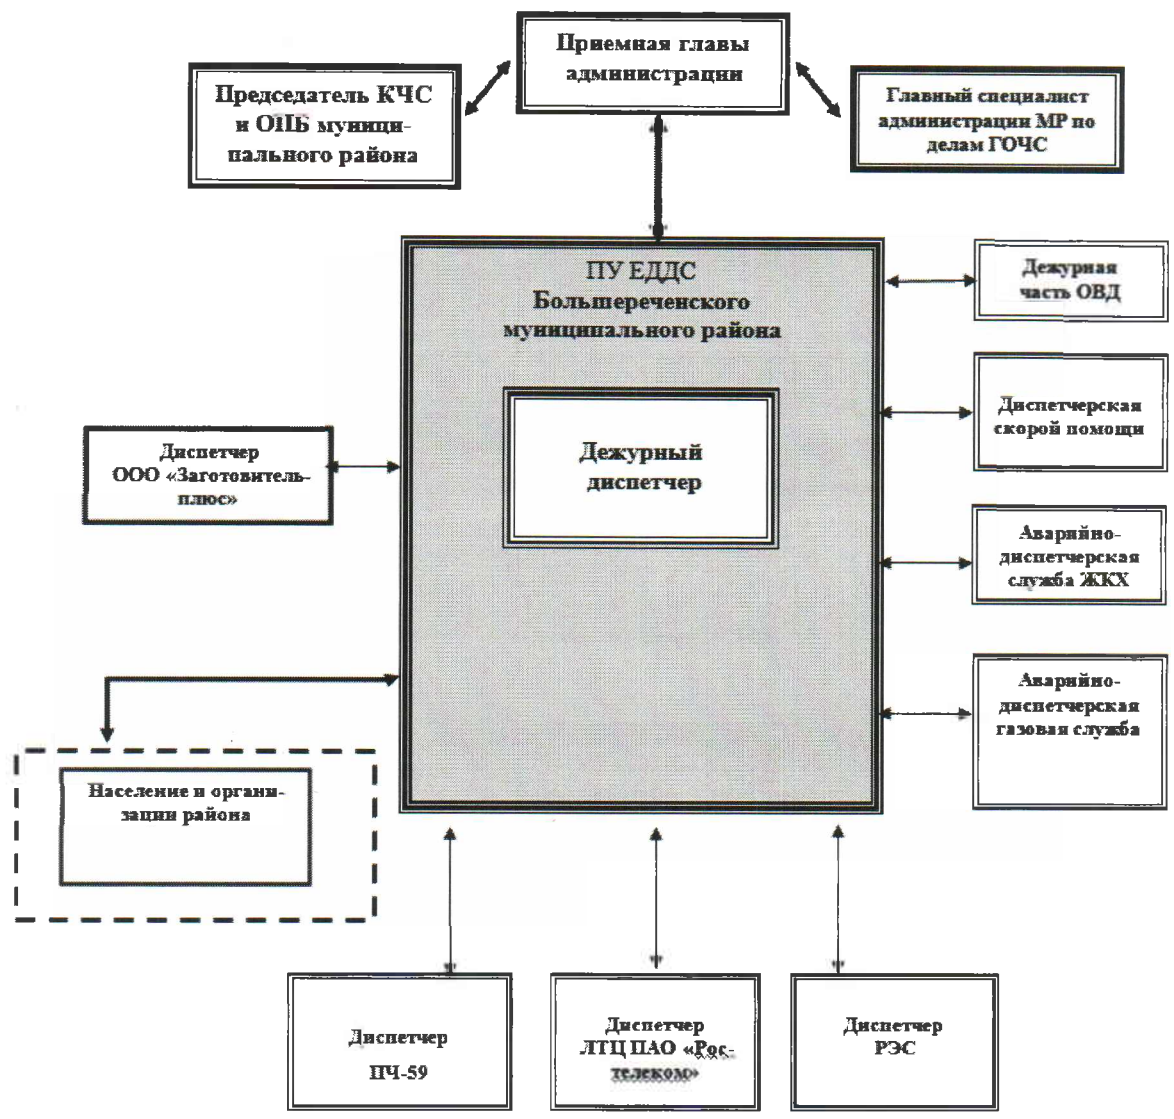 Приемная главы
администрации
Председатель КЧС
и ОПБ муници-
пального района
Главный специалист
администрации МР по
делам ГОЧС
ПУ ЕДДС
Большереченского
муниципального района
Дежурный
диспетчер
Дежурная
часть ОВД
Диспетчерская
скорой помощи
Аварийно-
диспетчерская
служба ЖКХ
Аварийно-
диспетчерская
газовая служба
Диспетчер
ООО «Заготовитель-
плюс»
Население и органи-
зации района
Диспетчер
ПЧ-59
Диспетчер
ЛТЦ ПАО «Рос-
телеком»
Диспетчер
РЭС